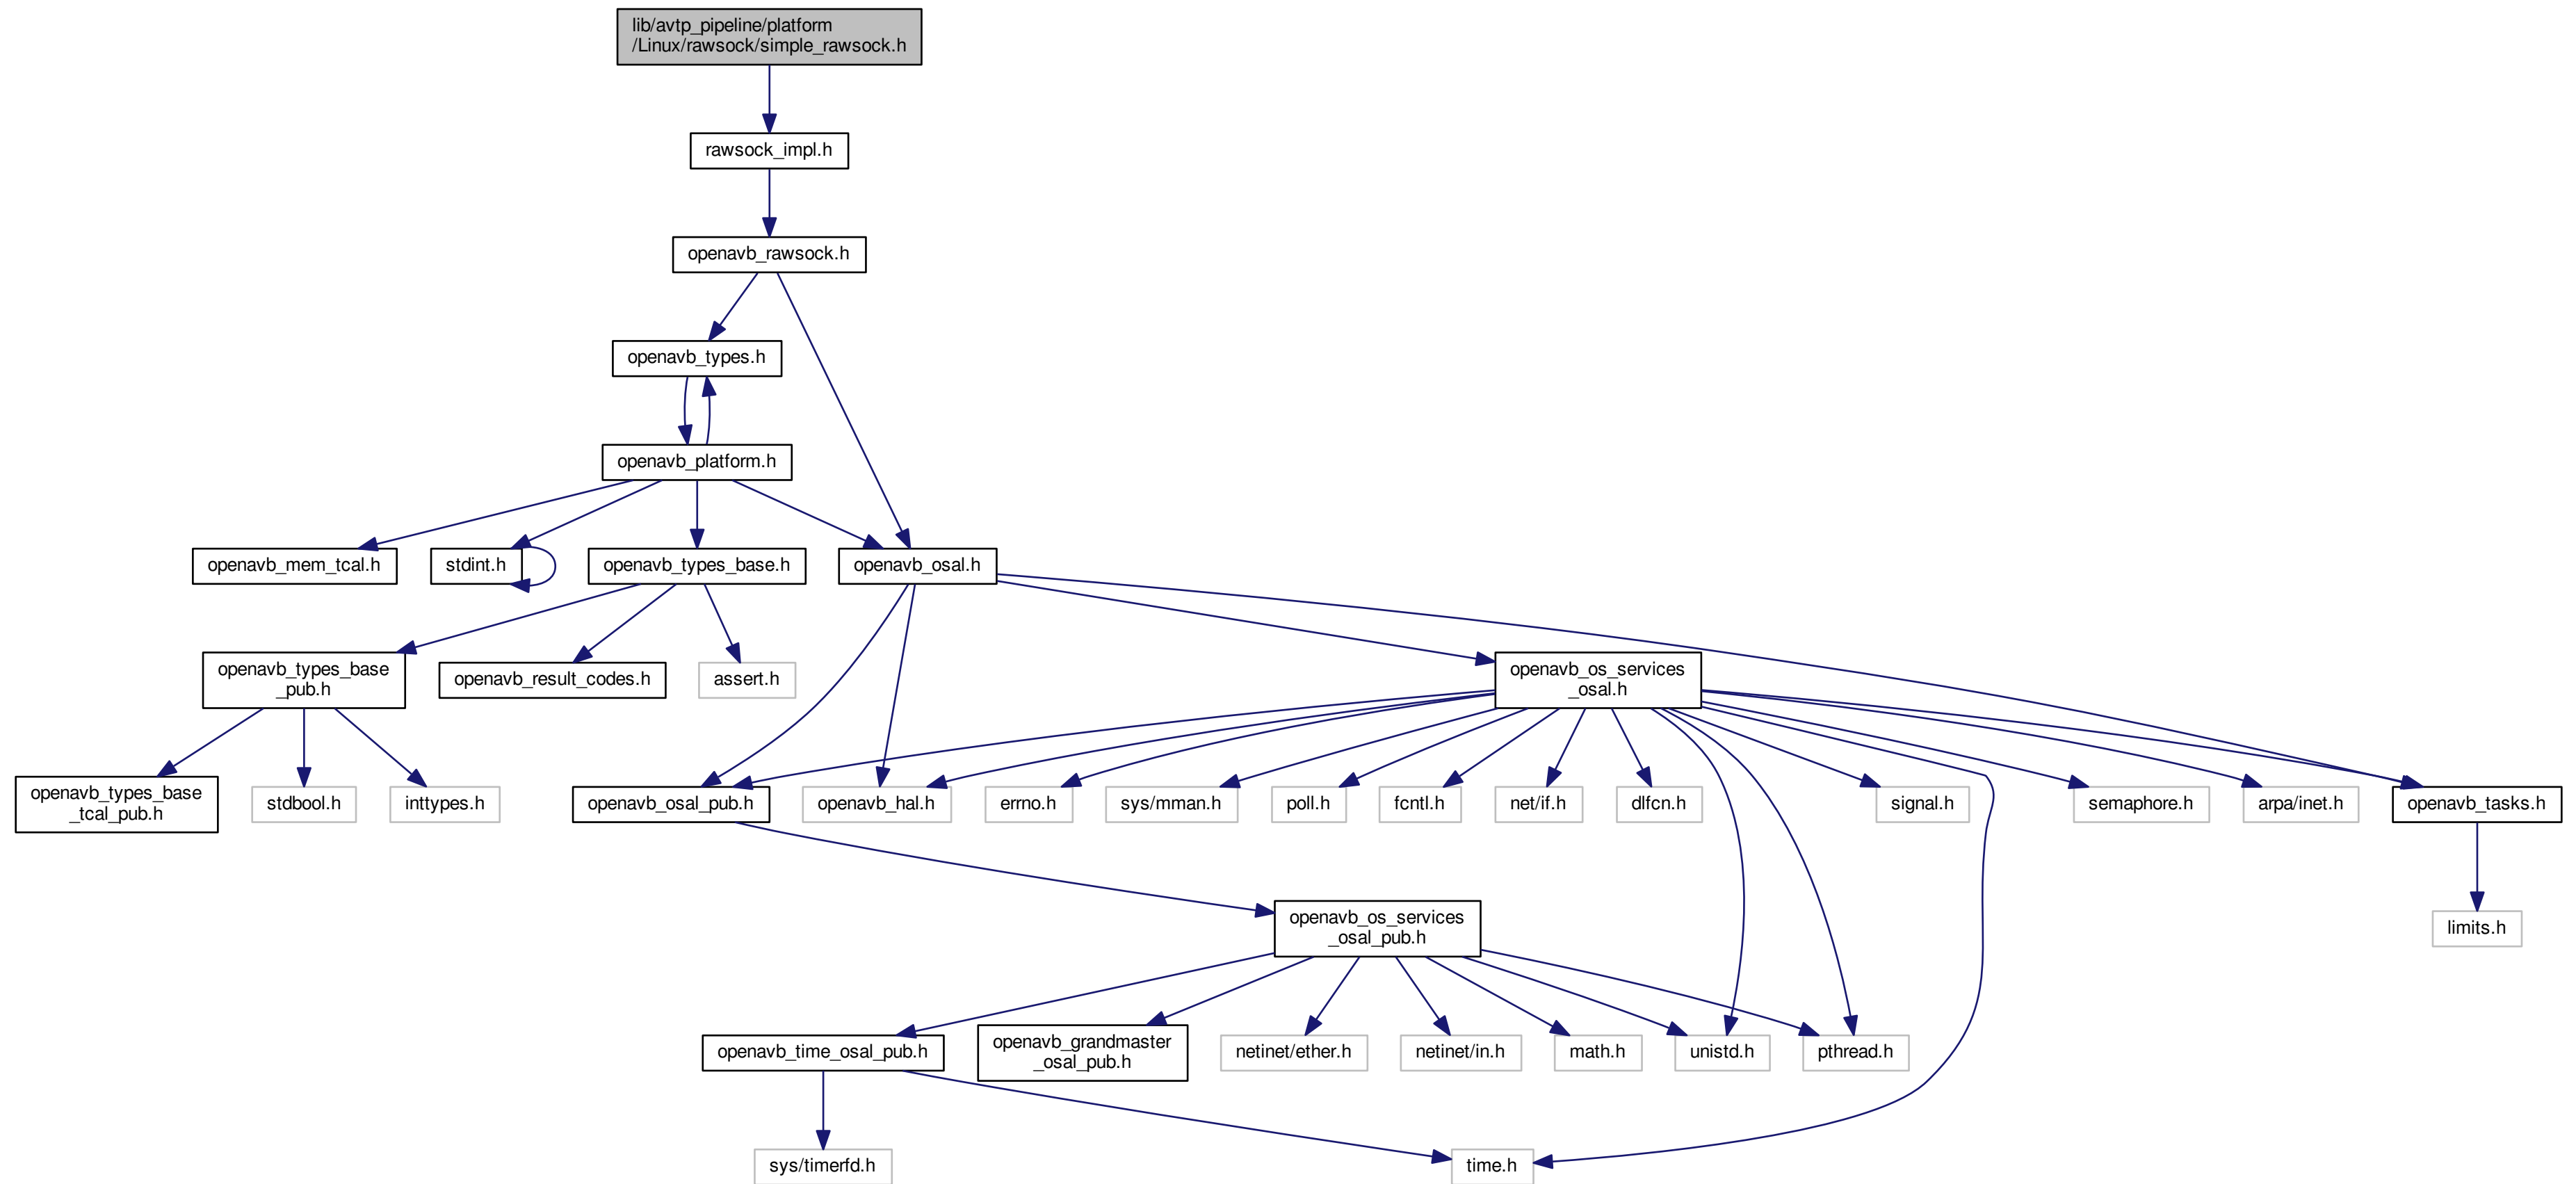 lib/avtp_pipeline/platform
/Linux/rawsock/simple_rawsock.h
rawsock_impl.h
openavb_rawsock.h
openavb_types.h
openavb_platform.h
openavb_mem_tcal.h
stdint.h
openavb_types_base.h
openavb_osal.h
openavb_types_base
_pub.h
openavb_result_codes.h
assert.h
openavb_os_services
_osal.h
openavb_types_base
_tcal_pub.h
stdbool.h
inttypes.h
openavb_osal_pub.h
openavb_hal.h
errno.h
sys/mman.h
poll.h
fcntl.h
net/if.h
dlfcn.h
signal.h
semaphore.h
arpa/inet.h
openavb_tasks.h
openavb_os_services
_osal_pub.h
limits.h
openavb_time_osal_pub.h
openavb_grandmaster
_osal_pub.h
netinet/ether.h
netinet/in.h
math.h
unistd.h
pthread.h
sys/timerfd.h
time.h